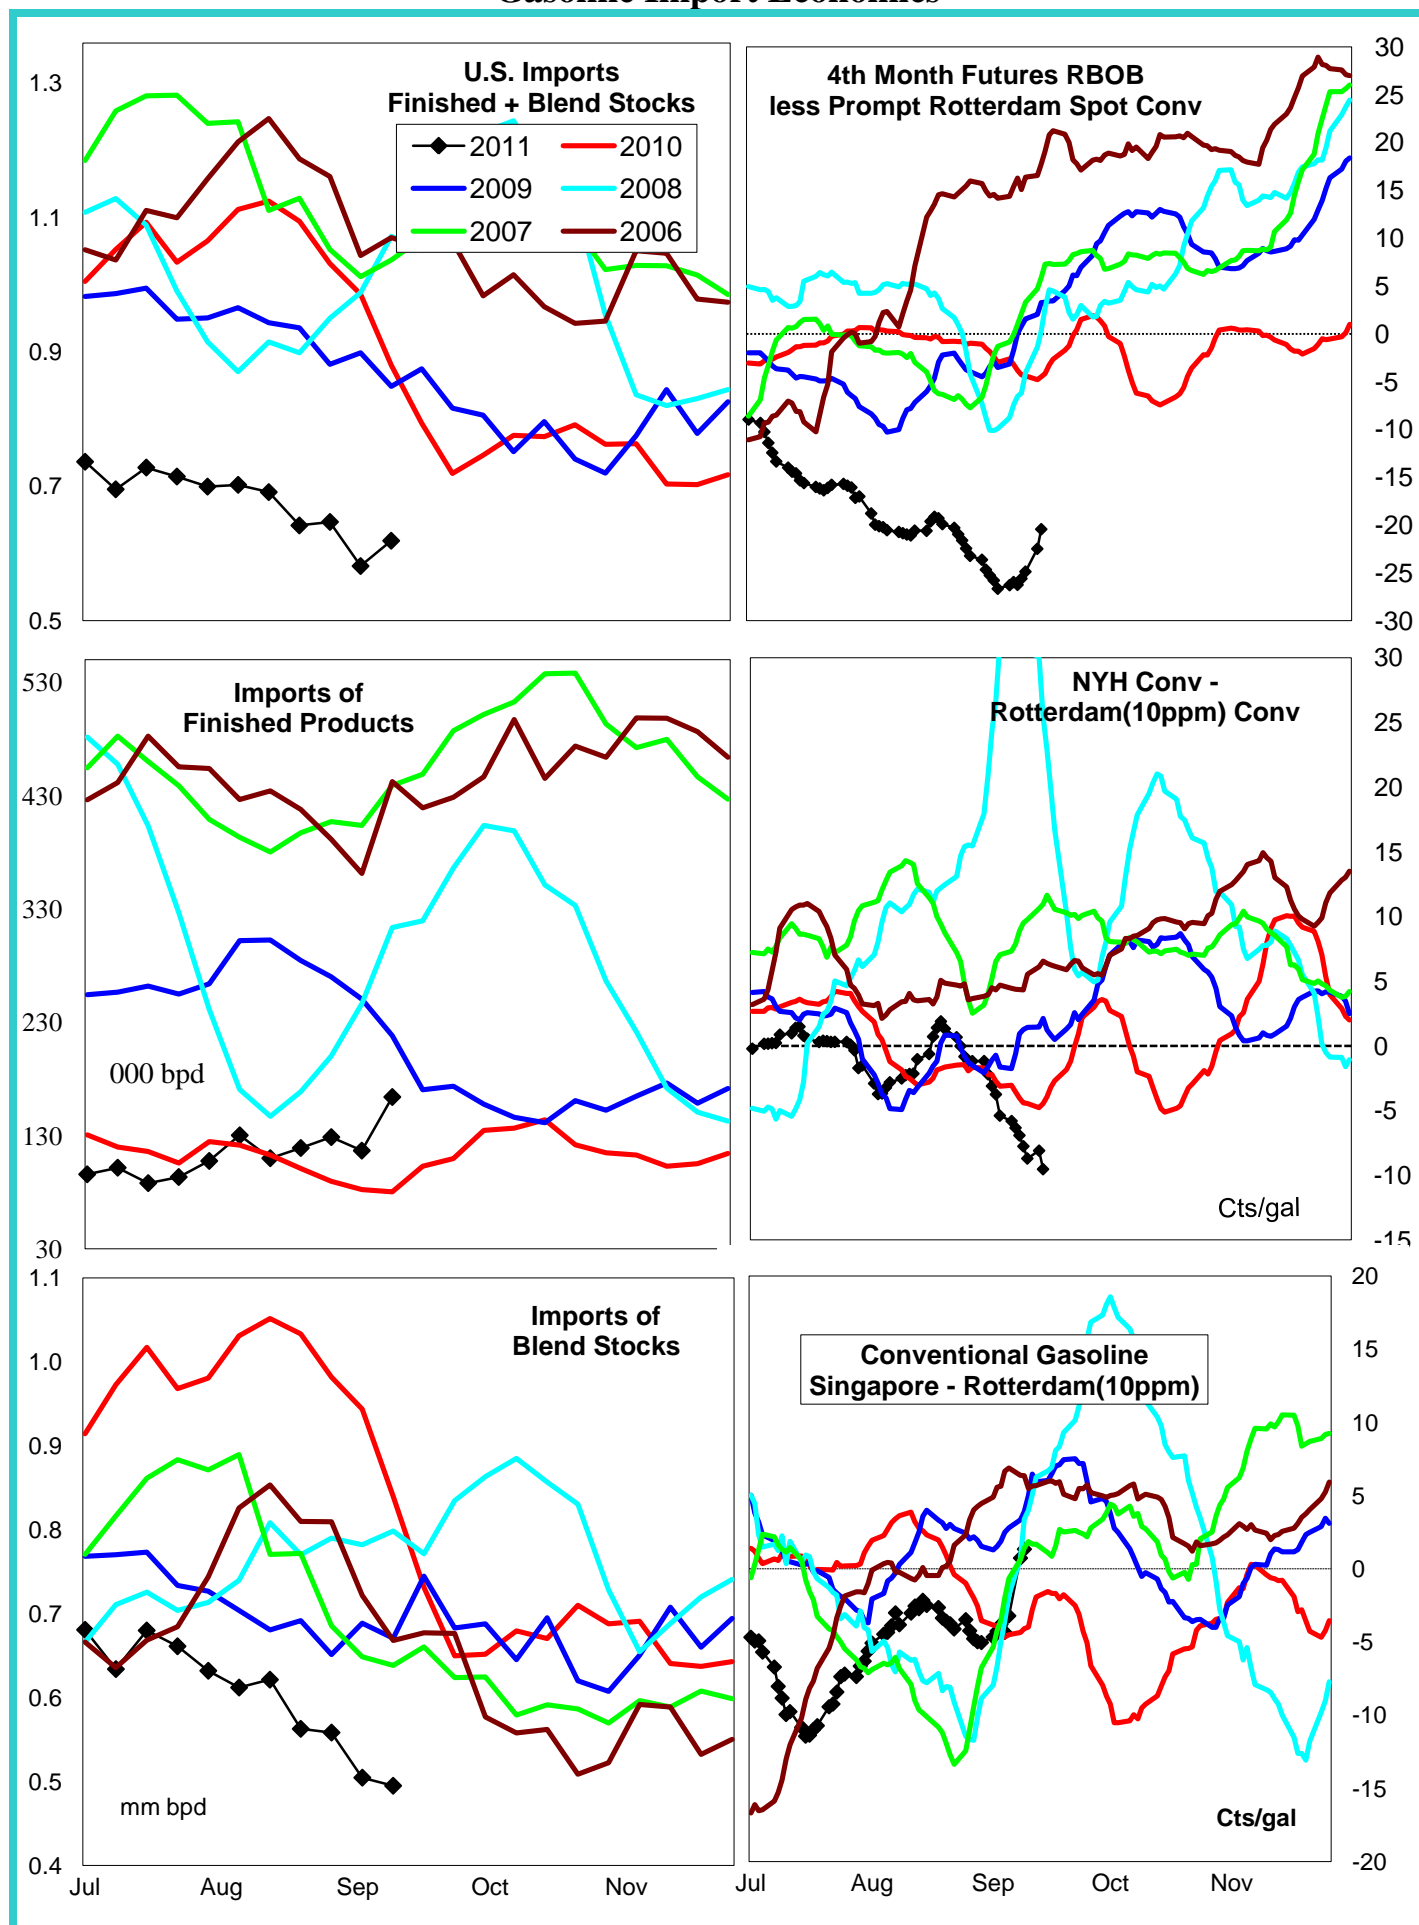 Gasoline Import Economics
U.S. Imports
Finished + Blend Stocks
2011 2010
2009 2008
2007 2006
1.3
1.1
0.9
0.7
0.5
4th Month Futures RBOB
less Prompt Rotterdam Spot Conv
30
25
20
15
10
5
0
-5
-10
-15
-20
-25
-30
Imports of
Finished Products
530
430
330
230
130
30
000 bpd
NYH Conv -
Rotterdam(10ppm) Conv
30
25
20
15
10
5
0
-5
-10
-15
Cts/gal
Imports of
Blend Stocks
1.1
1.0
0.9
0.8
0.7
0.6
0.5
0.4
mm bpd
Jul Aug Sep Oct Nov
Conventional Gasoline
Singapore - Rotterdam(10ppm)
20
15
10
5
0
-5
-10
-15
-20
Cts/gal
Jul Aug Sep Oct Nov